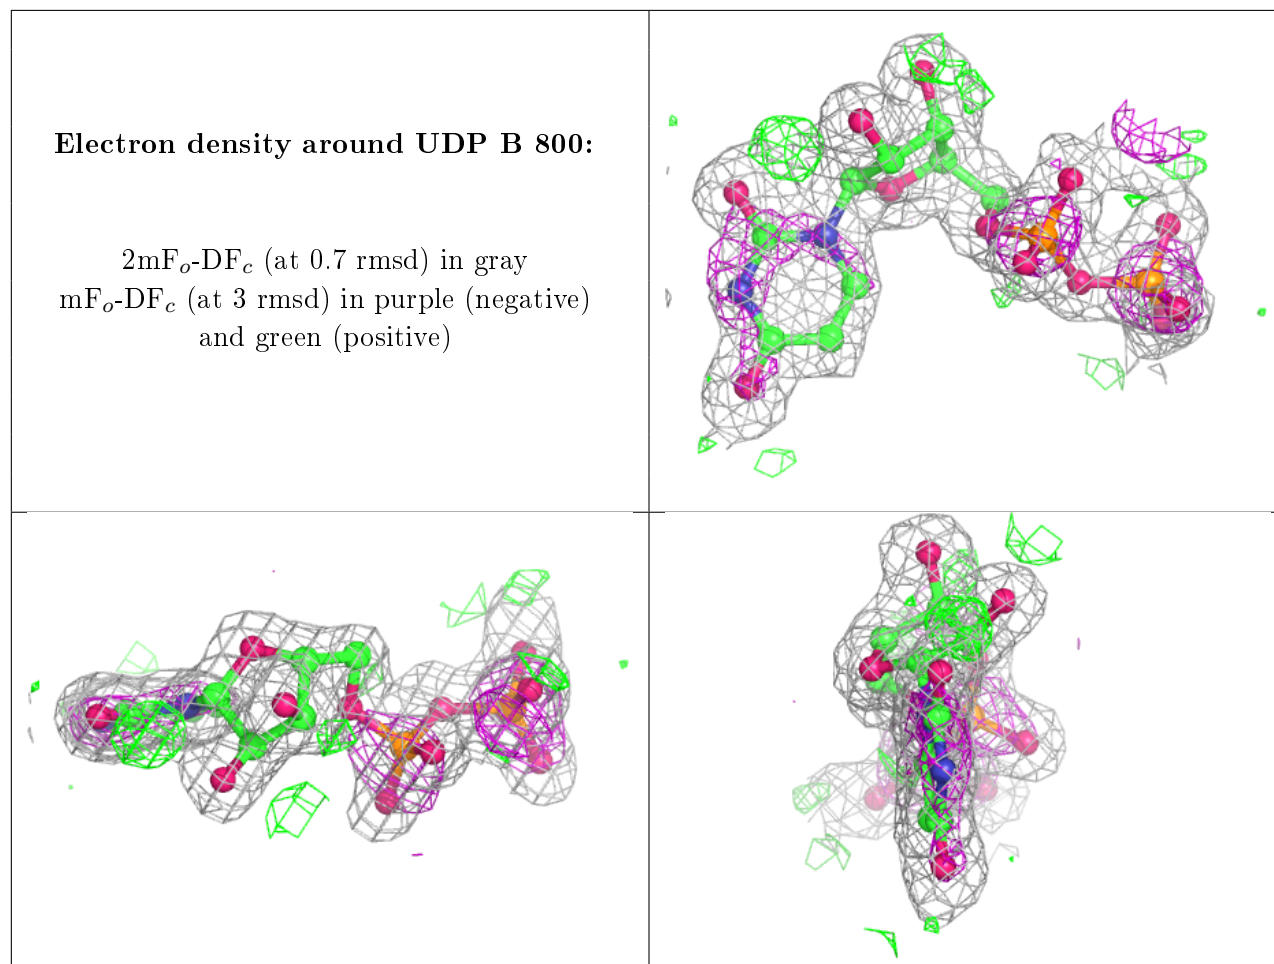 Electron density around UDP B 800:
2mFo-DFc (at 0.7 rmsd) in gray
mFo-DFc (at 3 rmsd) in purple (negative)
and green (positive)